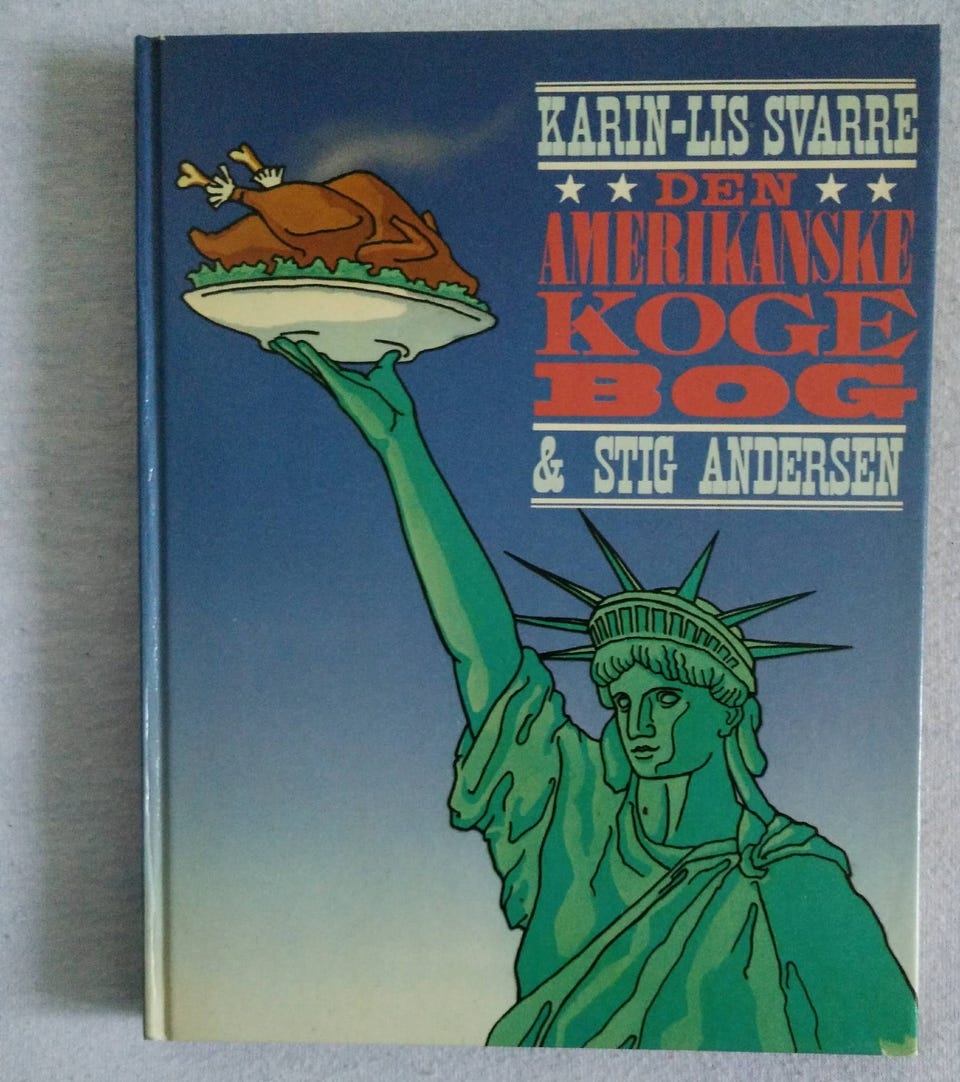 KARIN-LIS SVARRE
DEN
AMERIKANSKE
KOGE
BOG
& STIG ANDERSEN